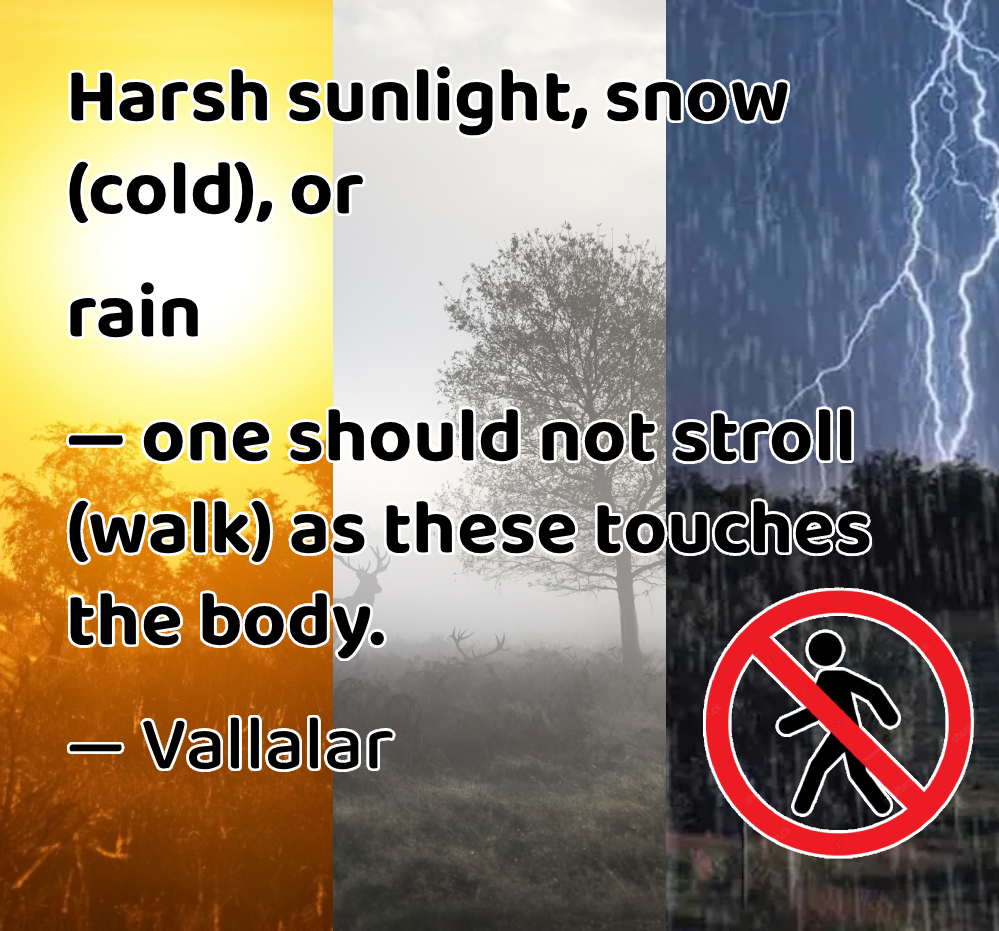 Harsh sunlight, snow
(cold), or
rain
— one should not stroll
(walk) as these touches
the body.
— Vallalar